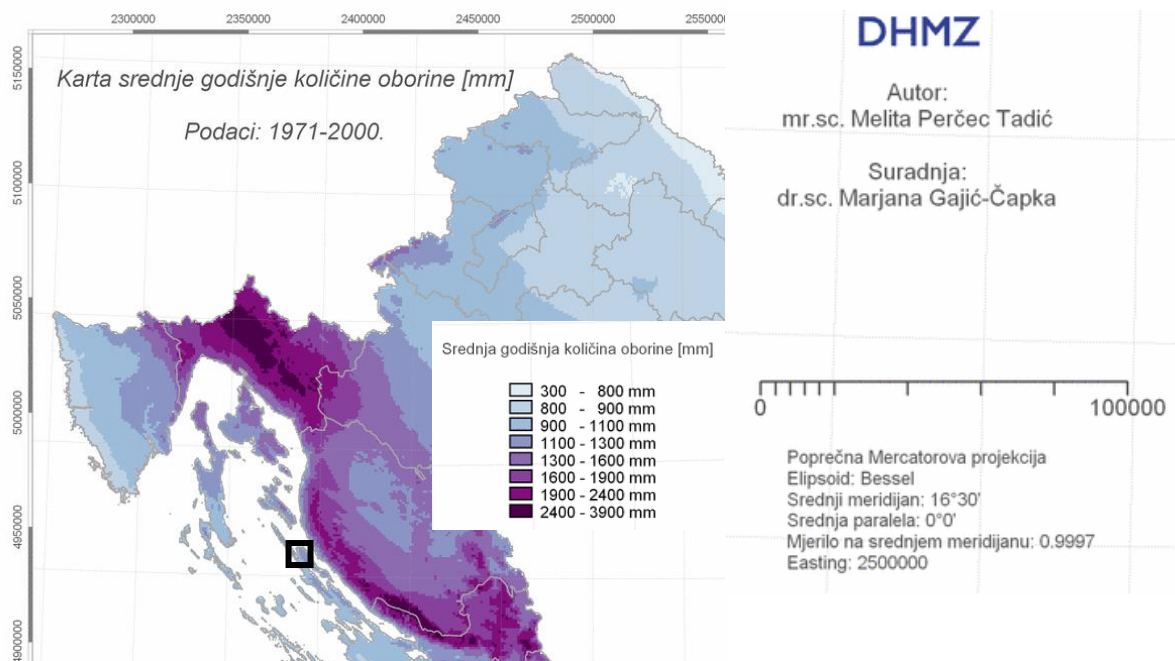 2300000 2350000 2400000 2450000 2500000 2550000
5150000
5100000
5050000
5000000
4950000
4900000
Karta srednje godišnje količine oborine [mm]
Podaci: 1971-2000.
Srednja godišnja količina oborine [mm]
300 - 800 mm
800 - 900 mm
900 - 1100 mm
1100 - 1300 mm
1300 - 1600 mm
1600 - 1900 mm
1900 - 2400 mm
2400 - 3900 mm
DHMZ
Autor:
mr.sc. Melita Perčec Tadić
Suradnja:
dr.sc. Marjana Gajić-Čapka
0 100000
Poprečna Mercatorova projekcija
Elipsoid: Bessel
Srednji meridijan: 16°30'
Srednja paralela: 0°0'
Mjerilo na srednjem meridijanu: 0,9997
Easting: 2500000